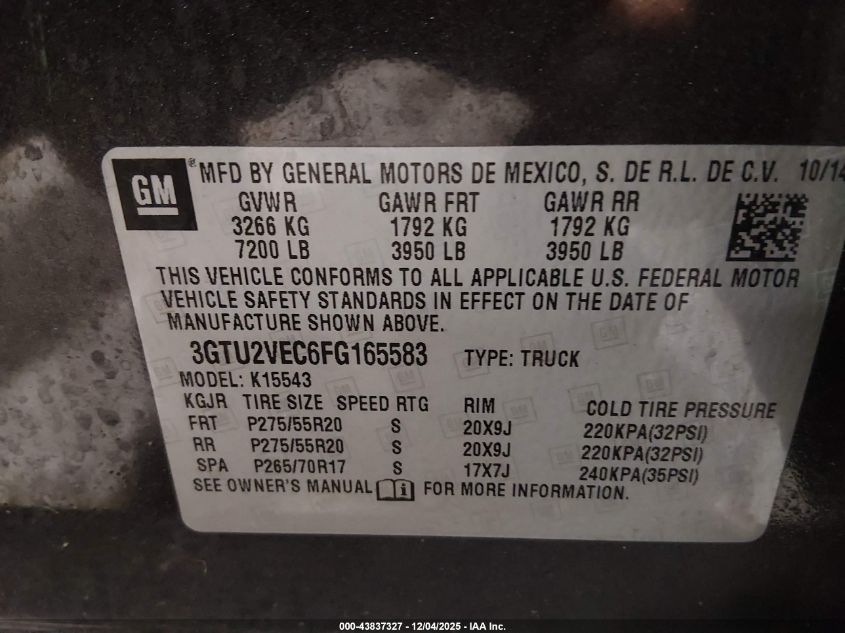 GM ® MFD BY GENERAL MOTORS DE MEXICO, S. DE R.L. DE C.V. 10/14
GVWR GAWR FRT GAWR RR
3266 KG 1792 KG 1792 KG
7200 LB 3950 LB 3950 LB
THIS VEHICLE CONFORMS TO ALL APPLICABLE U.S. FEDERAL MOTOR
VEHICLE SAFETY STANDARDS IN EFFECT ON THE DATE OF
MANUFACTURE SHOWN ABOVE.
3GTU2VEC6FG165583 TYPE: TRUCK
MODEL: K15543
KGJR TIRE SIZE SPEED RTG RIM COLD TIRE PRESSURE
FRT P275/55R20 S 20X9J 220KPA(32PSI)
RR P275/55R20 S 20X9J 220KPA(32PSI)
SPA P265/70R17 S 17X7J 240KPA(35PSI)
SEE OWNER'S MANUAL FOR MORE INFORMATION.
000-43837327 - 12/04/2025 - IAA Inc.